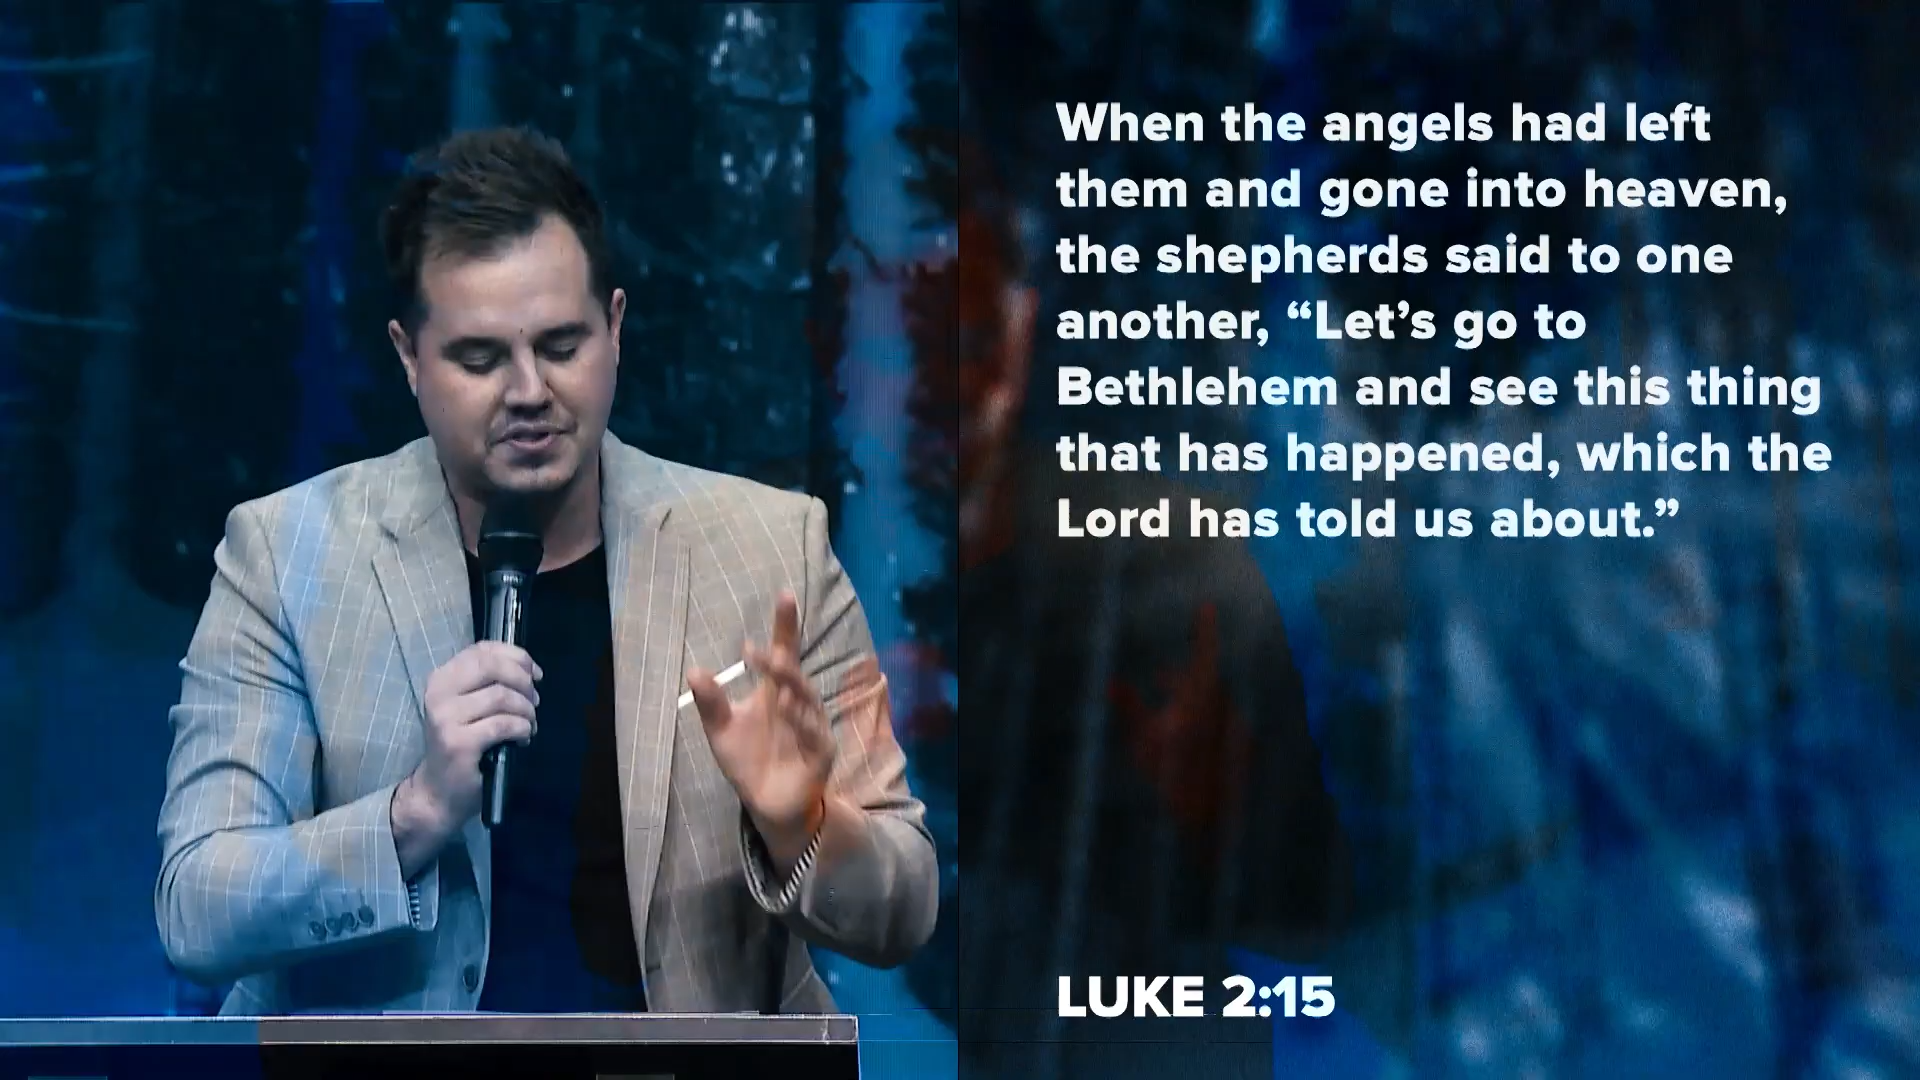 When the angels had left
them and gone into heaven,
the shepherds said to one
another, “Let’s go to
Bethlehem and see this thing
that has happened, which the
Lord has told us about.”
LUKE 2:15